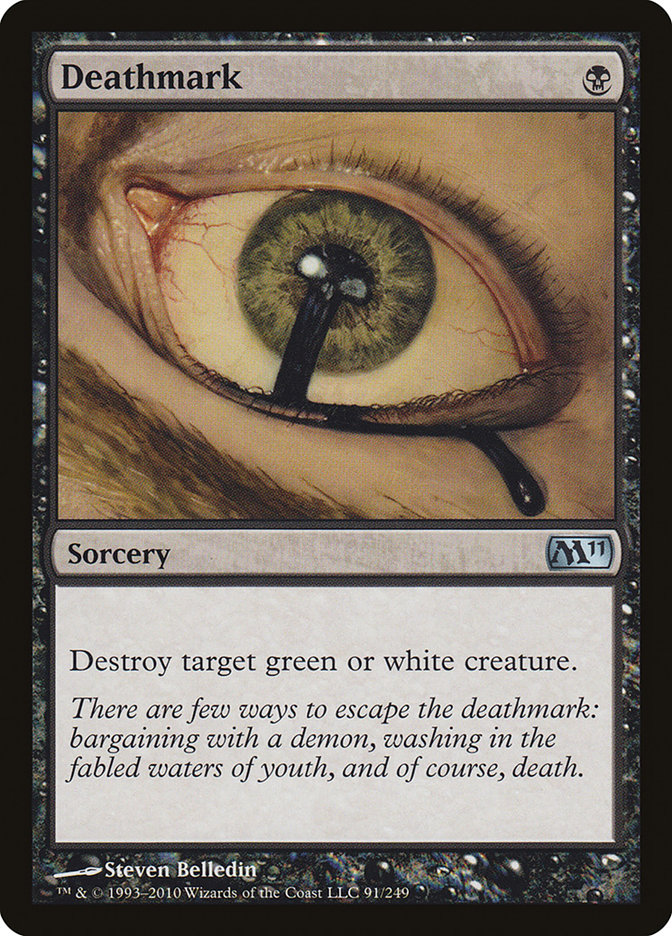 Deathmark
Sorcery
M11
Destroy target green or white creature.
There are few ways to escape the deathmark:
bargaining with a demon, washing in the
fabled waters of youth, and of course, death.
Steven Belledin
™ & © 1993–2010 Wizards of the Coast LLC 91/249